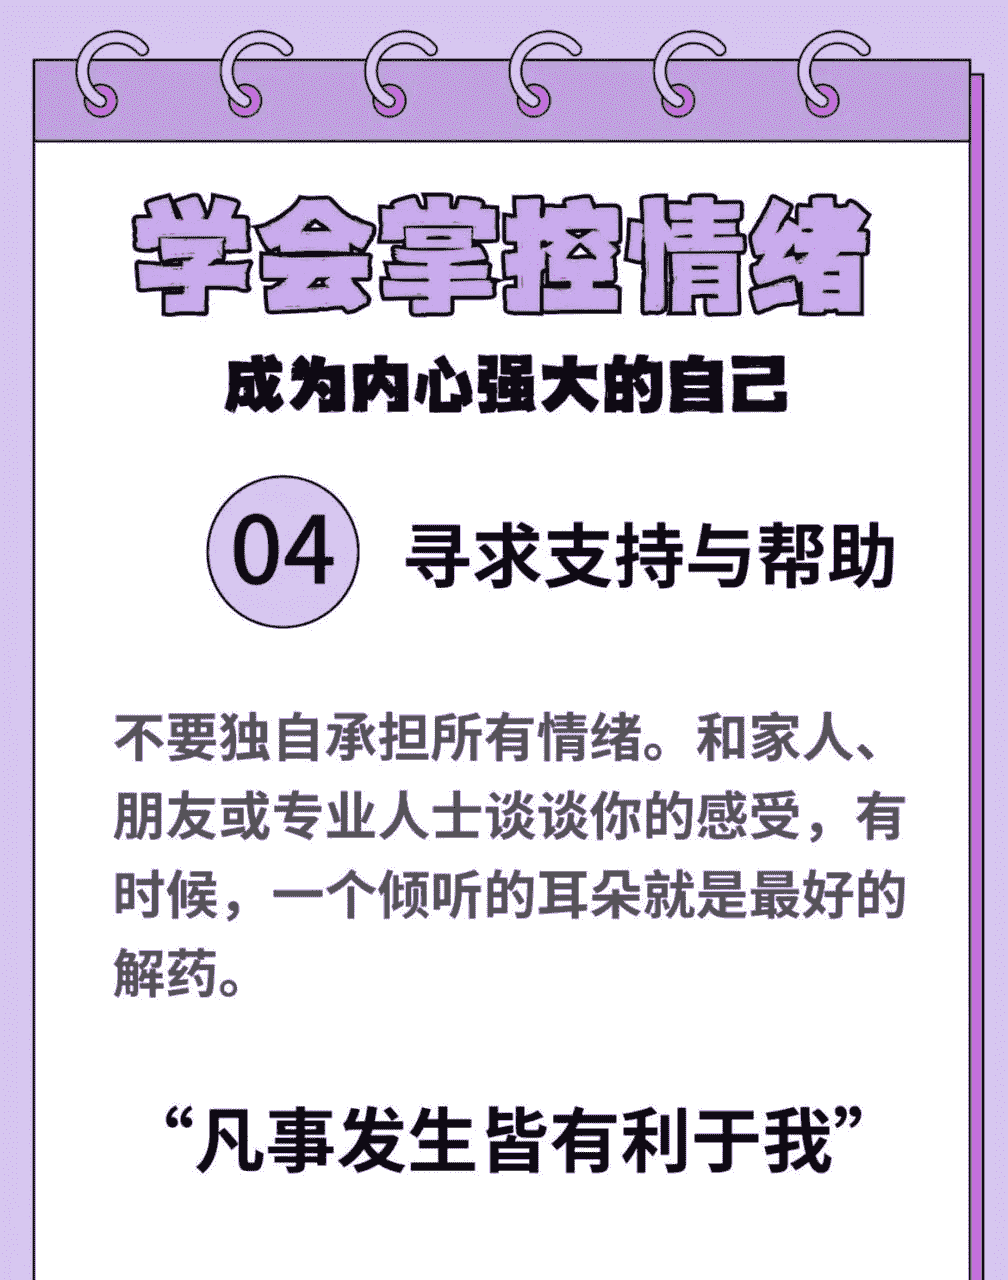 学会掌控情绪
成为内心强大的自己
04 寻求支持与帮助
不要独自承担所有情绪。和家人、
朋友或专业人士谈谈你的感受，有
时候，一个倾听的耳朵就是最好的
解药。
“凡事发生皆有利于我”